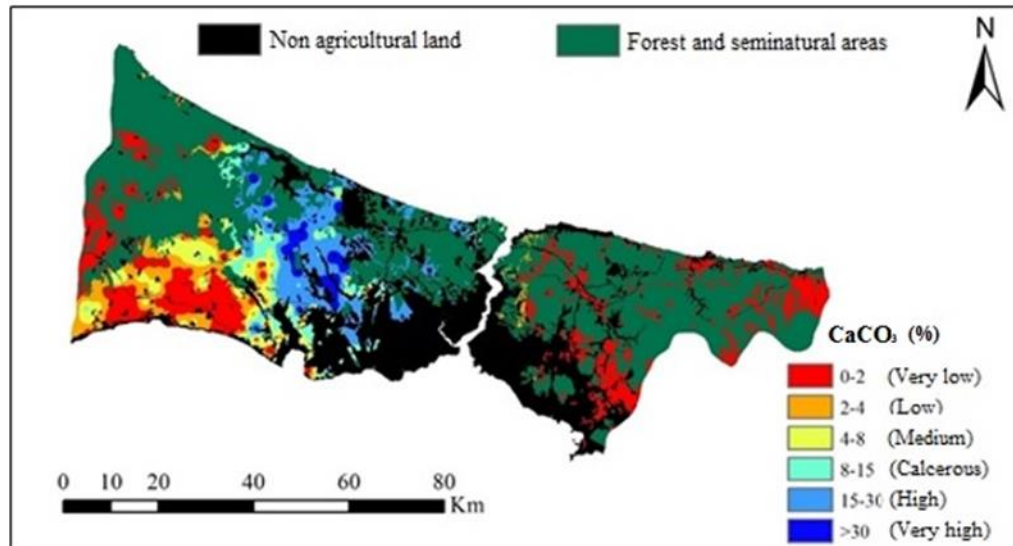 Non agricultural land
Forest and seminatural areas
N
CaCO₃ (%)
0-2 (Very low)
2-4 (Low)
4-8 (Medium)
8-15 (Calcerous)
15-30 (High)
>30 (Very high)
0 10 20 40 60 80
Km